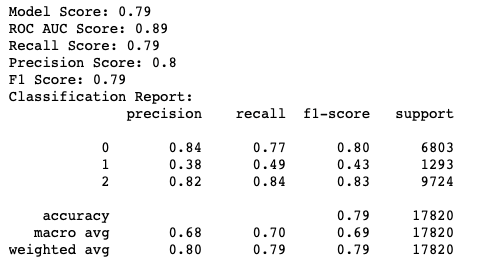 Model Score: 0.79
ROC AUC Score: 0.89
Recall Score: 0.79
Precision Score: 0.8
F1 Score: 0.79
Classification Report:
              precision    recall  f1-score   support

           0       0.84      0.77      0.80      6803
           1       0.38      0.49      0.43      1293
           2       0.82      0.84      0.83      9724

    accuracy                           0.79     17820
   macro avg       0.68      0.70      0.69     17820
weighted avg       0.80      0.79      0.79     17820